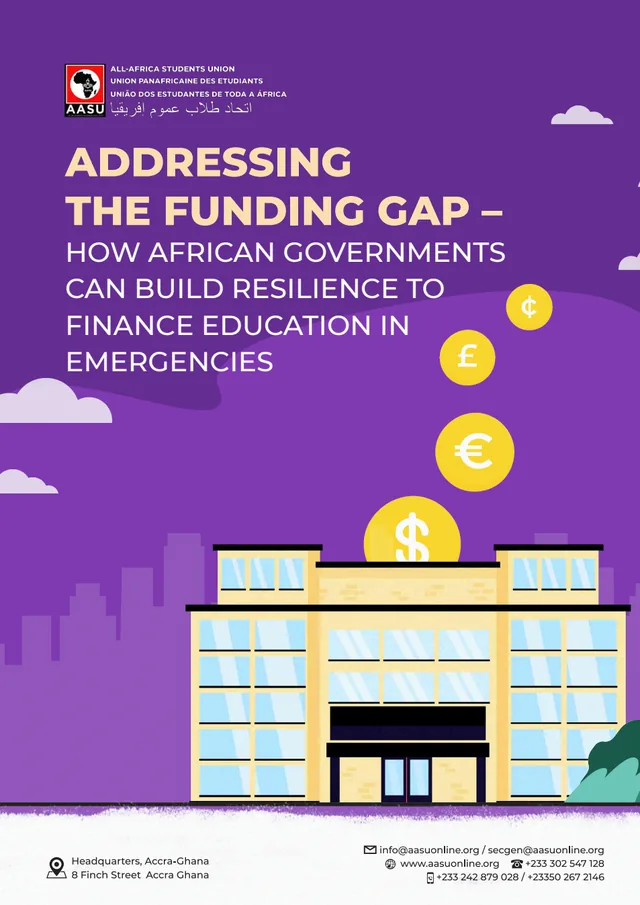 ALL-AFRICA STUDENTS UNION
UNION PANAFRICAINE DES ETUDIANTS
UNIÃO DOS ESTUDANTES DE TODA A ÁFRICA
AASU
اتحاد طلاب عموم إفريقيا
ADDRESSING
THE FUNDING GAP –
HOW AFRICAN GOVERNMENTS
CAN BUILD RESILIENCE TO
FINANCE EDUCATION IN
EMERGENCIES
¢
£
€
$
Headquarters, Accra-Ghana
8 Finch Street Accra Ghana
info@aasuonline.org / secgen@aasuonline.org
www.aasuonline.org +233 302 547 128
+233 242 879 028 / +23350 267 2146